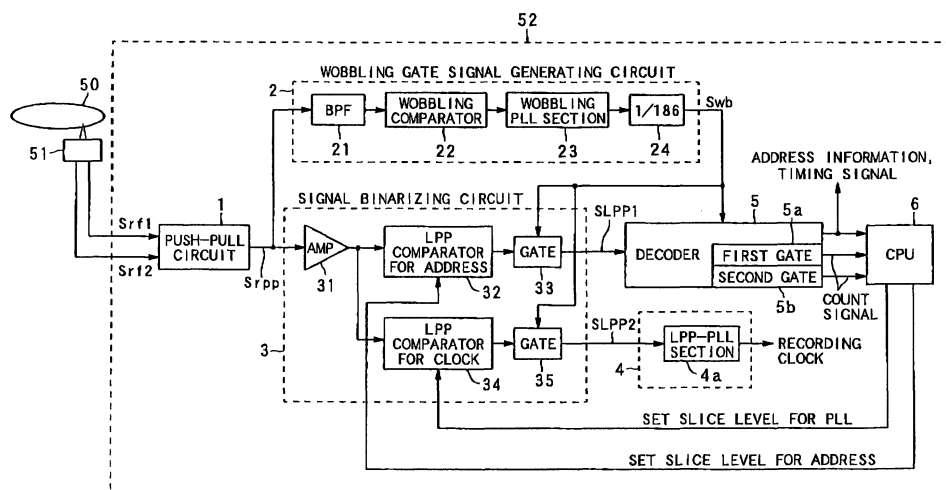 52
WOBBLING GATE SIGNAL GENERATING CIRCUIT
50
2
BPF
WOBBLING
COMPARATOR
WOBBLING
PLL SECTION
1/186
Swb
21
22
23
24
51
ADDRESS INFORMATION,
TIMING SIGNAL
SIGNAL BINARIZING CIRCUIT
Srf1
1
5
5a
6
SLPP1
PUSH-PULL
CIRCUIT
AMP
LPP
COMPARATOR
FOR ADDRESS
GATE
DECODER
FIRST GATE
CPU
Srf2
Srpp
31
32
33
SECOND GATE
5b
COUNT
SIGNAL
SLPP2
3
LPP
COMPARATOR
FOR CLOCK
GATE
LPP-PLL
SECTION
RECORDING
CLOCK
34
35
4
4a
SET SLICE LEVEL FOR PLL
SET SLICE LEVEL FOR ADDRESS